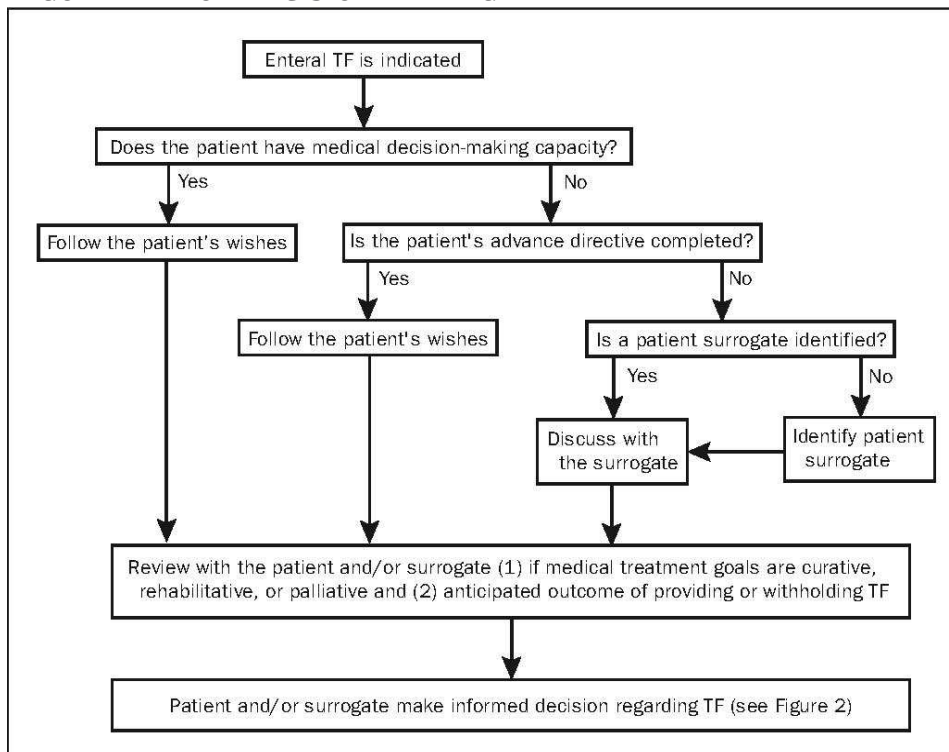 Enteral TF is indicated
Does the patient have medical decision-making capacity?
Yes
No
Follow the patient's wishes
Is the patient's advance directive completed?
Yes
No
Follow the patient's wishes
Is a patient surrogate identified?
Yes
No
Discuss with
the surrogate
Identify patient
surrogate
Review with the patient and/or surrogate (1) if medical treatment goals are curative,
rehabilitative, or palliative and (2) anticipated outcome of providing or withholding TF
Patient and/or surrogate make informed decision regarding TF (see Figure 2)